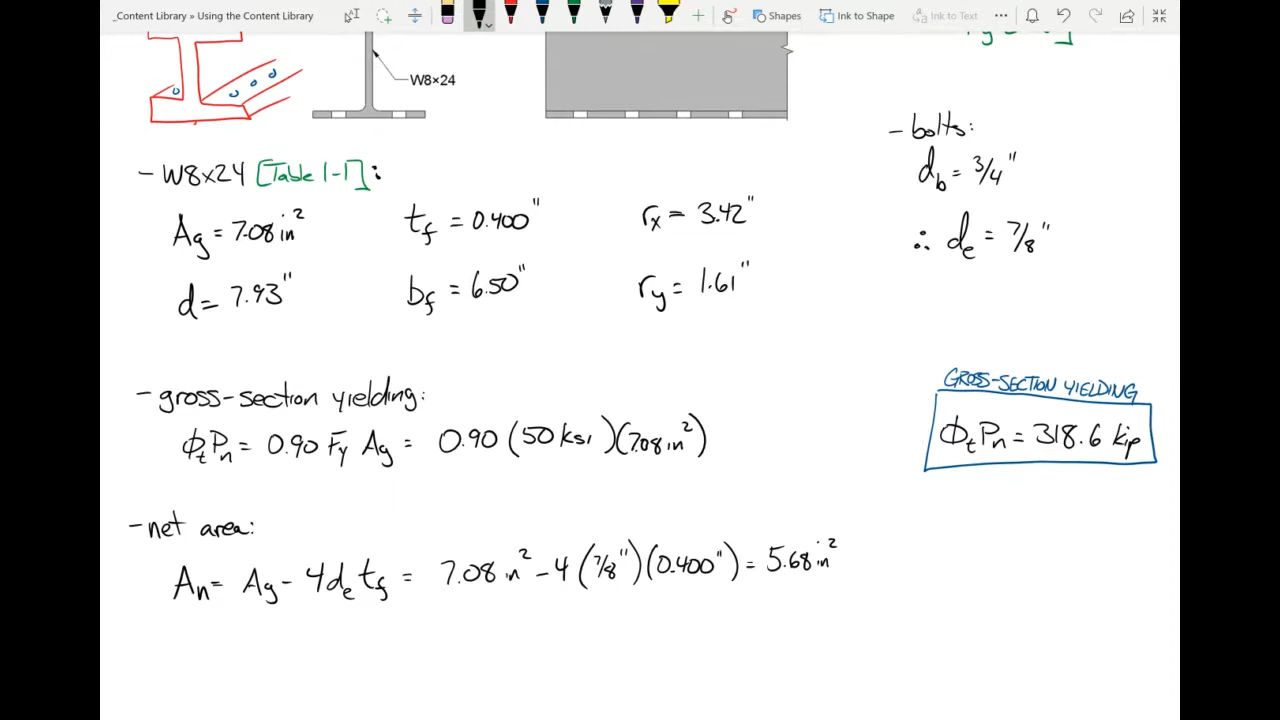 _Content Library » Using the Content Library
Shapes
Ink to Shape
Ink to Text
W8×24
- bolts:
d_b = 3/4"
∴ d_e = 7/8"
- W8x24 [Table 1-1]:
Ag = 7.08 in²
t_f = 0.400"
r_x = 3.42"
d = 7.93"
b_f = 6.50"
r_y = 1.61"
- gross-section yielding:
ϕ_t P_n = 0.90 F_y A_g = 0.90 (50 ksi)(7.08 in²)
GROSS-SECTION YIELDING
ϕ_t P_n = 318.6 kip
- net area:
A_n = A_g - 4 d_e t_f = 7.08 in² - 4 (7/8") (0.400") = 5.68 in²